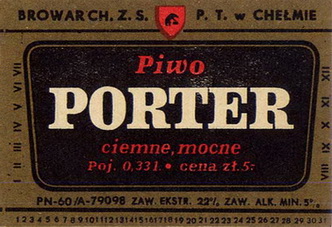 BROWAR CH. Z. S. P. T. w CHEŁMIE
Piwo
PORTER
ciemne, mocne
Poj. 0,33 l. • cena zł. 5.-
I II III IV V VI VII
VIII IX X XI XII
PN-60/A-79098 ZAW. EKSTR. 22% ZAW. ALK. MIN. 5%
1 2 3 4 5 6 7 8 9 10 11 12 13 14 15 16 17 18 19 20 21 22 23 24 25 26 27 28 29 30 31